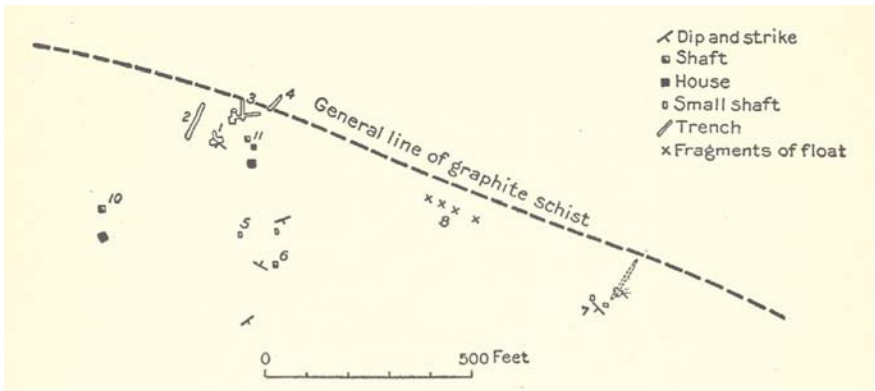 Dip and strike
Shaft
House
Small shaft
Trench
Fragments of float
General line of graphite schist
2
3
4
1
11
10
5
6
8
7
0 500 Feet